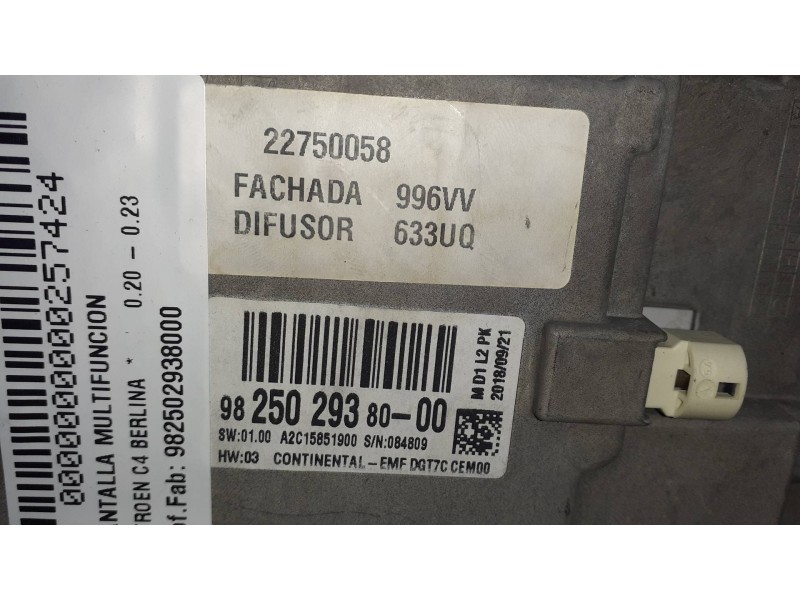 0000000000257424
ANTALLA MULTIFUNCION
TROEN C4 BERLINA * 0.20 - 0.23
of.Fab: 982502938000
22750058
FACHADA 996VV
DIFUSOR 633UQ
98 250 293 80-00
SW:01.00 A2C15851900 S/N:084809
HW:03 CONTINENTAL-EMF DGT7C CEM00
M D1 L2 PK
2018/09/21